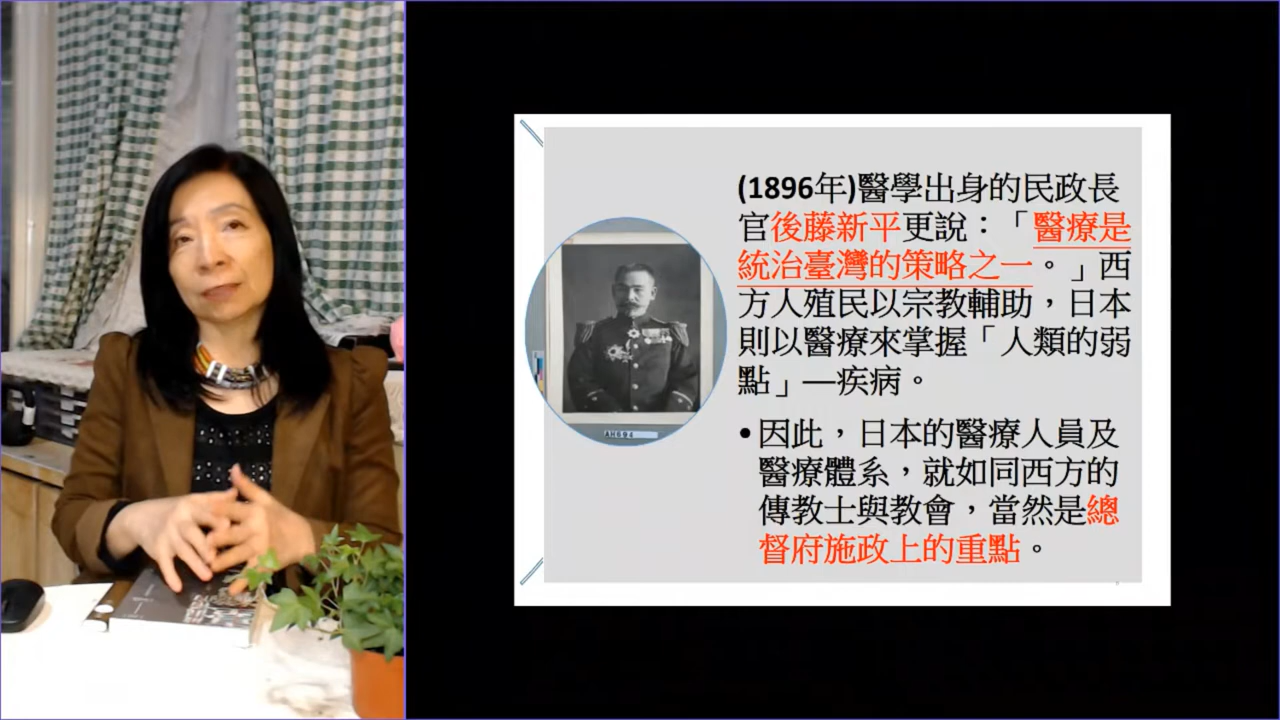 (1896年)醫學出身的民政長
官後藤新平更說：「醫療是
統治臺灣的策略之一。」西
方人殖民以宗教輔助，日本
則以醫療來掌握「人類的弱
點」—疾病。
•因此，日本的醫療人員及
醫療體系，就如同西方的
傳教士與教會，當然是總
督府施政上的重點。
AH694